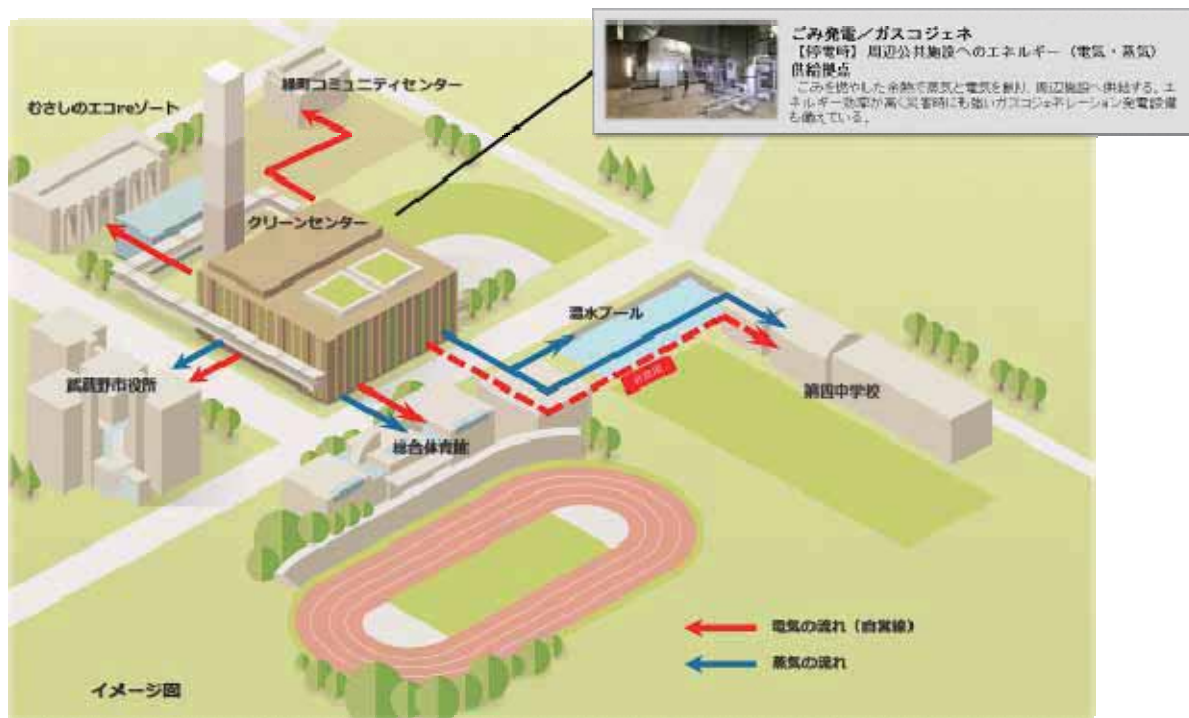 ごみ発電／ガスコジェネ
【停電時】周辺公共施設へのエネルギー（電気・蒸気）
供給拠点
ごみを燃やした余熱で蒸気と電気を創り、周辺施設へ供給する。エ
ネルギー効率が高く災害時にも強いガスコジェネレーション発電設備
も備えている。
緑町コミュニティセンター
むさしのエコreゾート
クリーンセンター
温水プール
武蔵野市役所
第四中学校
総合体育館
電気の流れ（自営線）
蒸気の流れ
イメージ図